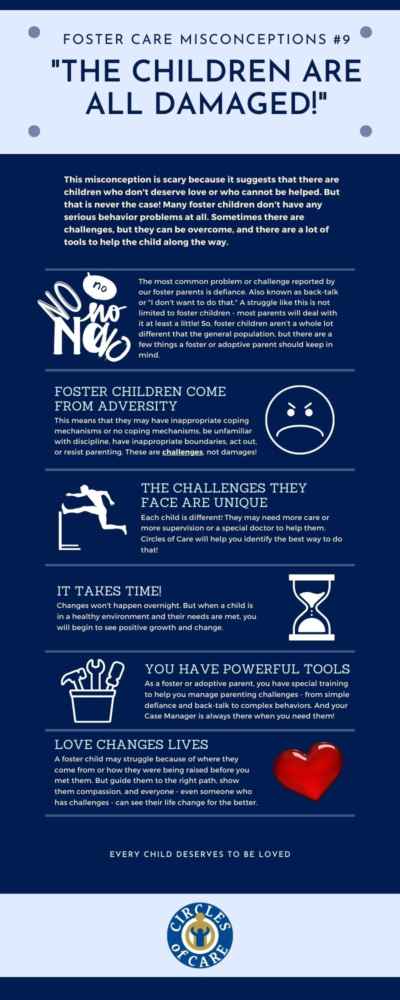 FOSTER CARE MISCONCEPTIONS #9
"THE CHILDREN ARE
ALL DAMAGED!"
This misconception is scary because it suggests that there are
children who don't deserve love or who cannot be helped. But
that is never the case! Many foster children don't have any
serious behavior problems at all. Sometimes there are
challenges, but they can be overcome, and there are a lot of
tools to help the child along the way.
NO
no
no
No
NO
The most common problem or challenge reported by
our foster parents is defiance. Also known as back-talk
or "I don't want to do that." A struggle like this is not
limited to foster children - most parents will deal with
it at least a little! So, foster children aren't a whole lot
different that the general population, but there are a
few things a foster or adoptive parent should keep in
mind.
FOSTER CHILDREN COME
FROM ADVERSITY
This means that they may have inappropriate coping
mechanisms or no coping mechanisms, be unfamiliar
with discipline, have inappropriate boundaries, act out,
or resist parenting. These are challenges, not damages!
THE CHALLENGES THEY
FACE ARE UNIQUE
Each child is different! They may need more care or
more supervision or a special doctor to help them.
Circles of Care will help you identify the best way to do
that!
IT TAKES TIME!
Changes won't happen overnight. But when a child is
in a healthy environment and their needs are met, you
will begin to see positive growth and change.
YOU HAVE POWERFUL TOOLS
As a foster or adoptive parent, you have special training
to help you manage parenting challenges - from simple
defiance and back-talk to complex behaviors. And your
Case Manager is always there when you need them!
LOVE CHANGES LIVES
A foster child may struggle because of where they
come from or how they were being raised before you
met them. But guide them to the right path, show
them compassion, and everyone - even someone who
has challenges - can see their life change for the better.
EVERY CHILD DESERVES TO BE LOVED
CIRCLES
of CARE